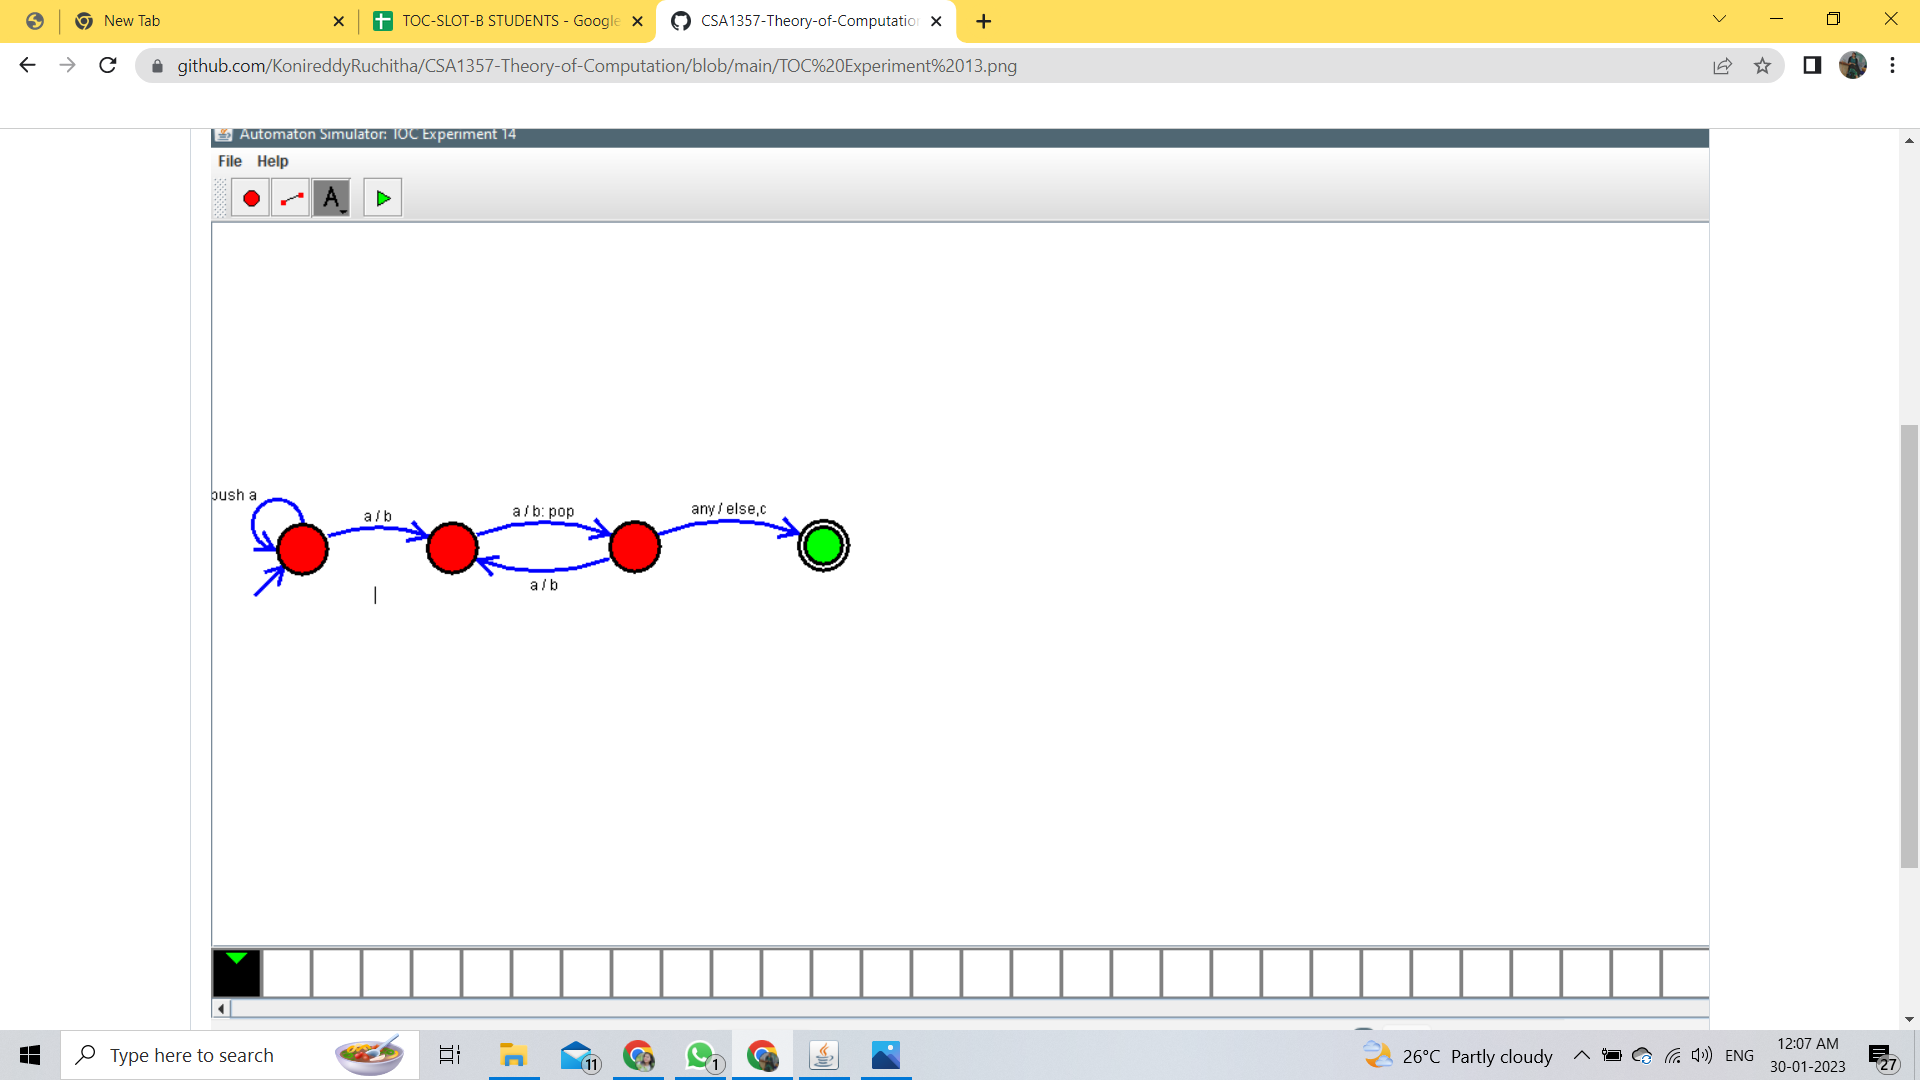 New Tab
TOC-SLOT-B STUDENTS - Google
CSA1357-Theory-of-Computation
github.com/KonireddyRuchitha/CSA1357-Theory-of-Computation/blob/main/TOC%20Experiment%2013.png
Automaton Simulator: TOC Experiment 14
File Help
A
push a
a / b
a / b: pop
any / else,c
a / b
Type here to search
11
1
26°C Partly cloudy
ENG
12:07 AM
30-01-2023
27